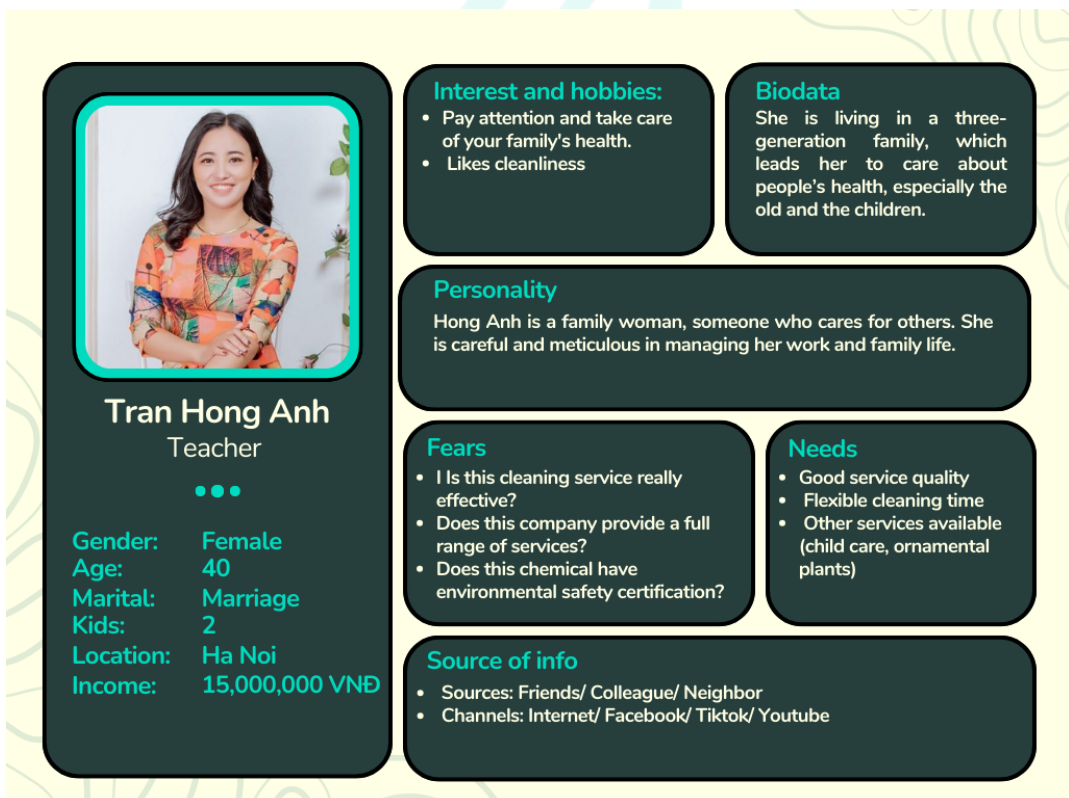 Tran Hong Anh
Teacher
Gender: Female
Age: 40
Marital: Marriage
Kids: 2
Location: Ha Noi
Income: 15,000,000 VNĐ
Interest and hobbies:
• Pay attention and take care
of your family's health.
• Likes cleanliness
Biodata
She is living in a three-
generation family, which
leads her to care about
people's health, especially the
old and the children.
Personality
Hong Anh is a family woman, someone who cares for others. She
is careful and meticulous in managing her work and family life.
Fears
• I Is this cleaning service really
effective?
• Does this company provide a full
range of services?
• Does this chemical have
environmental safety certification?
Needs
• Good service quality
• Flexible cleaning time
• Other services available
(child care, ornamental
plants)
Source of info
• Sources: Friends/ Colleague/ Neighbor
• Channels: Internet/ Facebook/ Tiktok/ Youtube